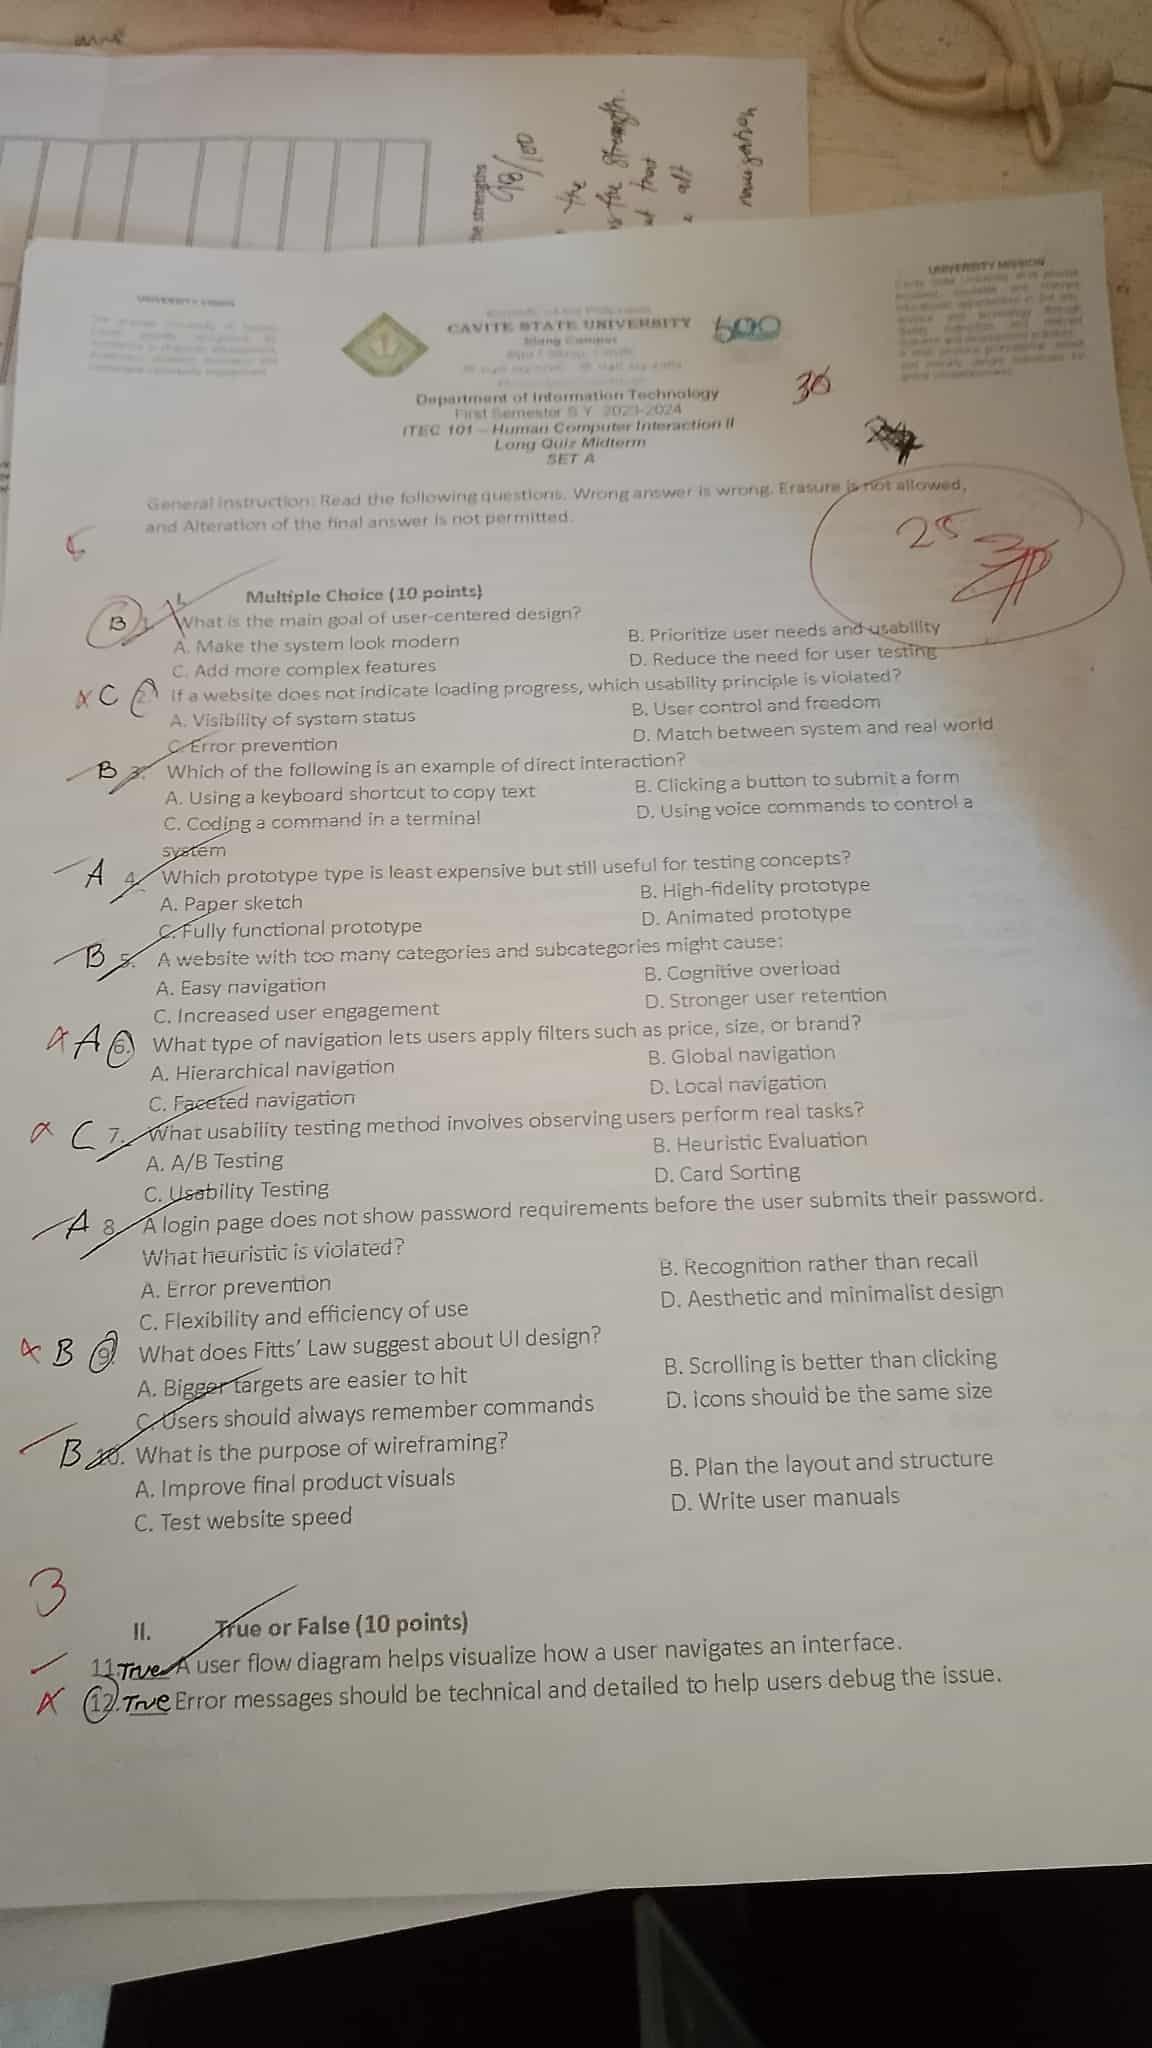 he strengths
98/100
the
the strength.
that
all
UNIVERSITY VISION
UNIVERSITY MISSION
CAVITE STATE UNIVERSITY
Silang Campus
500
Department of Information Technology
First Semester S.Y. 2023-2024
ITEC 101 – Human Computer Interaction II
Long Quiz Midterm
SET A
36
General Instruction: Read the following questions. Wrong answer is wrong. Erasure is not allowed,
and Alteration of the final answer is not permitted.
25
I. Multiple Choice (10 points)
B 1. What is the main goal of user-centered design?
A. Make the system look modern B. Prioritize user needs and usability
C. Add more complex features D. Reduce the need for user testing
C 2. If a website does not indicate loading progress, which usability principle is violated?
A. Visibility of system status B. User control and freedom
C. Error prevention D. Match between system and real world
B 3. Which of the following is an example of direct interaction?
A. Using a keyboard shortcut to copy text B. Clicking a button to submit a form
C. Coding a command in a terminal D. Using voice commands to control a
system
A 4. Which prototype type is least expensive but still useful for testing concepts?
A. Paper sketch B. High-fidelity prototype
C. Fully functional prototype D. Animated prototype
B 5. A website with too many categories and subcategories might cause:
A. Easy navigation B. Cognitive overload
C. Increased user engagement D. Stronger user retention
A 6. What type of navigation lets users apply filters such as price, size, or brand?
A. Hierarchical navigation B. Global navigation
C. Faceted navigation D. Local navigation
C 7. What usability testing method involves observing users perform real tasks?
A. A/B Testing B. Heuristic Evaluation
C. Usability Testing D. Card Sorting
A 8. A login page does not show password requirements before the user submits their password.
What heuristic is violated?
A. Error prevention B. Recognition rather than recall
C. Flexibility and efficiency of use D. Aesthetic and minimalist design
B 9. What does Fitts' Law suggest about UI design?
A. Bigger targets are easier to hit B. Scrolling is better than clicking
C. Users should always remember commands D. Icons should be the same size
B 10. What is the purpose of wireframing?
A. Improve final product visuals B. Plan the layout and structure
C. Test website speed D. Write user manuals
3
II. True or False (10 points)
11. True A user flow diagram helps visualize how a user navigates an interface.
12. True Error messages should be technical and detailed to help users debug the issue.